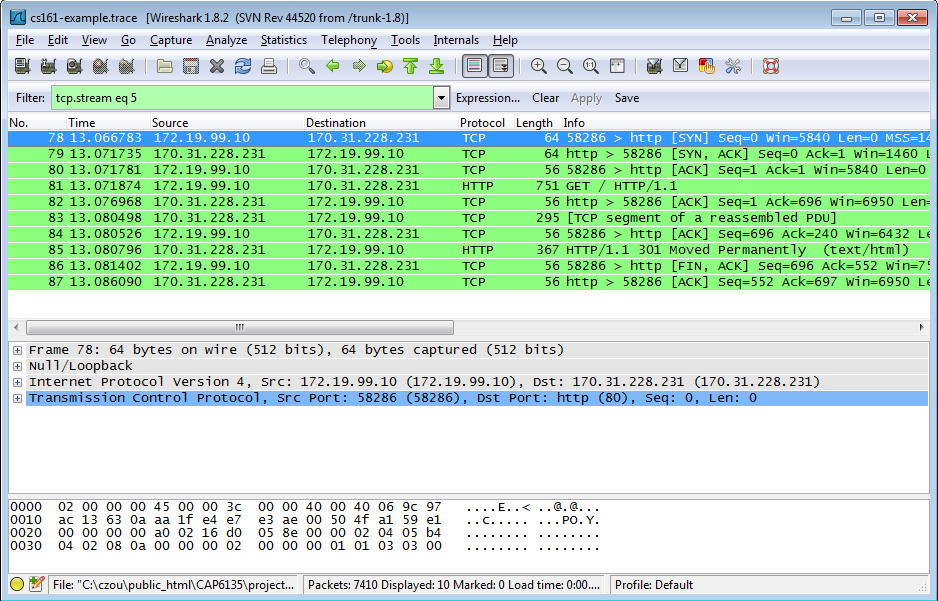 cs161-example.trace [Wireshark 1.8.2 (SVN Rev 44520 from /trunk-1.8)]
File Edit View Go Capture Analyze Statistics Telephony Tools Internals Help
Filter: tcp.stream eq 5 Expression... Clear Apply Save
No. Time Source Destination Protocol Length Info
78 13.066783 172.19.99.10 170.31.228.231 TCP 64 58286 > http [SYN] Seq=0 Win=5840 Len=0 MSS=14
79 13.071735 170.31.228.231 172.19.99.10 TCP 64 http > 58286 [SYN, ACK] Seq=0 Ack=1 Win=1460 L
80 13.071781 172.19.99.10 170.31.228.231 TCP 56 58286 > http [ACK] Seq=1 Ack=1 Win=5840 Len=0
81 13.071874 172.19.99.10 170.31.228.231 HTTP 751 GET / HTTP/1.1
82 13.076968 170.31.228.231 172.19.99.10 TCP 56 http > 58286 [ACK] Seq=1 Ack=696 Win=6950 Len=
83 13.080498 170.31.228.231 172.19.99.10 TCP 295 [TCP segment of a reassembled PDU]
84 13.080526 172.19.99.10 170.31.228.231 TCP 56 58286 > http [ACK] Seq=696 Ack=240 Win=6432 Le
85 13.080796 170.31.228.231 172.19.99.10 HTTP 367 HTTP/1.1 301 Moved Permanently (text/html)
86 13.081402 172.19.99.10 170.31.228.231 TCP 56 58286 > http [FIN, ACK] Seq=696 Ack=552 Win=75
87 13.086090 170.31.228.231 172.19.99.10 TCP 56 http > 58286 [ACK] Seq=552 Ack=697 Win=6950 Le
Frame 78: 64 bytes on wire (512 bits), 64 bytes captured (512 bits)
Null/Loopback
Internet Protocol Version 4, Src: 172.19.99.10 (172.19.99.10), Dst: 170.31.228.231 (170.31.228.231)
Transmission Control Protocol, Src Port: 58286 (58286), Dst Port: http (80), Seq: 0, Len: 0
0000 02 00 00 00 45 00 00 3c 00 00 40 00 40 06 9c 97 ....E..< ..@.@...
0010 ac 13 63 0a aa 1f e4 e7 e3 ae 00 50 4f a1 59 e1 ..c..... ...PO.Y.
0020 00 00 00 00 a0 02 16 d0 05 8e 00 00 02 04 05 b4 ........ ........
0030 04 02 08 0a 00 00 00 02 00 00 00 00 01 01 03 03 00 ........ ........
File: "C:\czou\public_html\CAP6135\project... Packets: 7410 Displayed: 10 Marked: 0 Load time: 0:00.... Profile: Default